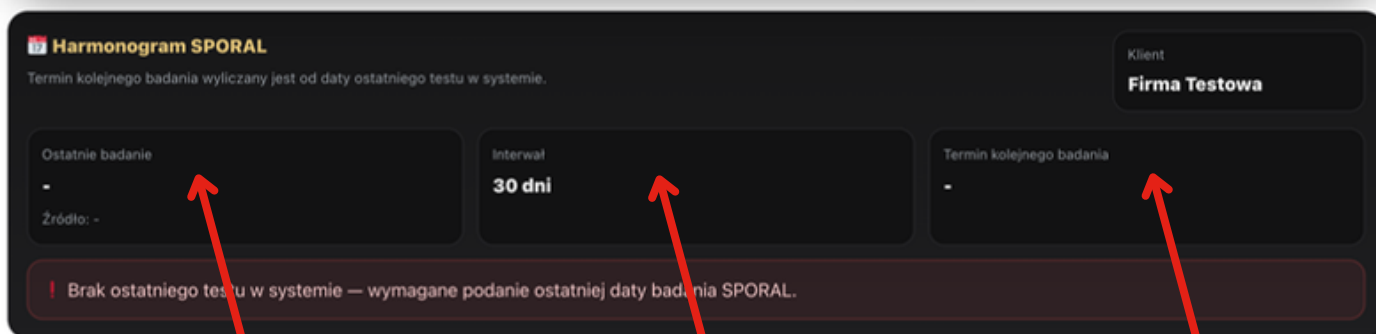 Harmonogram SPORAL
Termin kolejnego badania wyliczany jest od daty ostatniego testu w systemie.
Klient
Firma Testowa
Ostatnie badanie
-
Źródło: -
Interwał
30 dni
Termin kolejnego badania
-
Brak ostatniego testu w systemie — wymagane podanie ostatniej daty badania SPORAL.